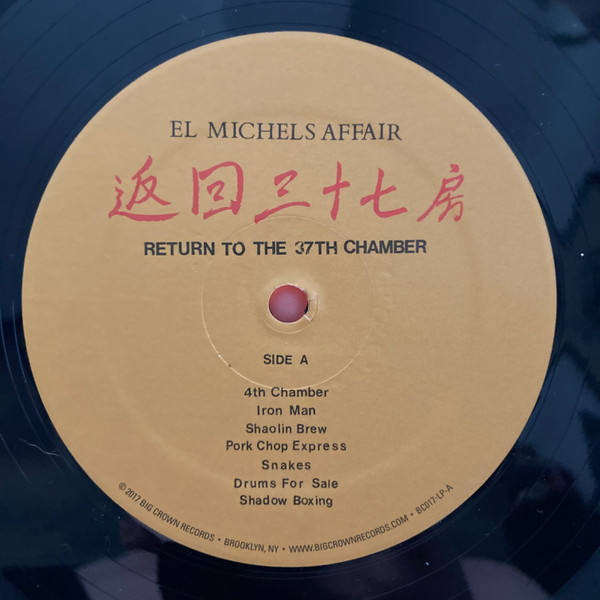 EL MICHELS AFFAIR
返回三十七房
RETURN TO THE 37TH CHAMBER
SIDE A
4th Chamber
Iron Man
Shaolin Brew
Pork Chop Express
Snakes
Drums For Sale
Shadow Boxing
℗ 2017 BIG CROWN RECORDS • BROOKLYN, NY • WWW.BIGCROWNRECORDS.COM • BC017-LP-A